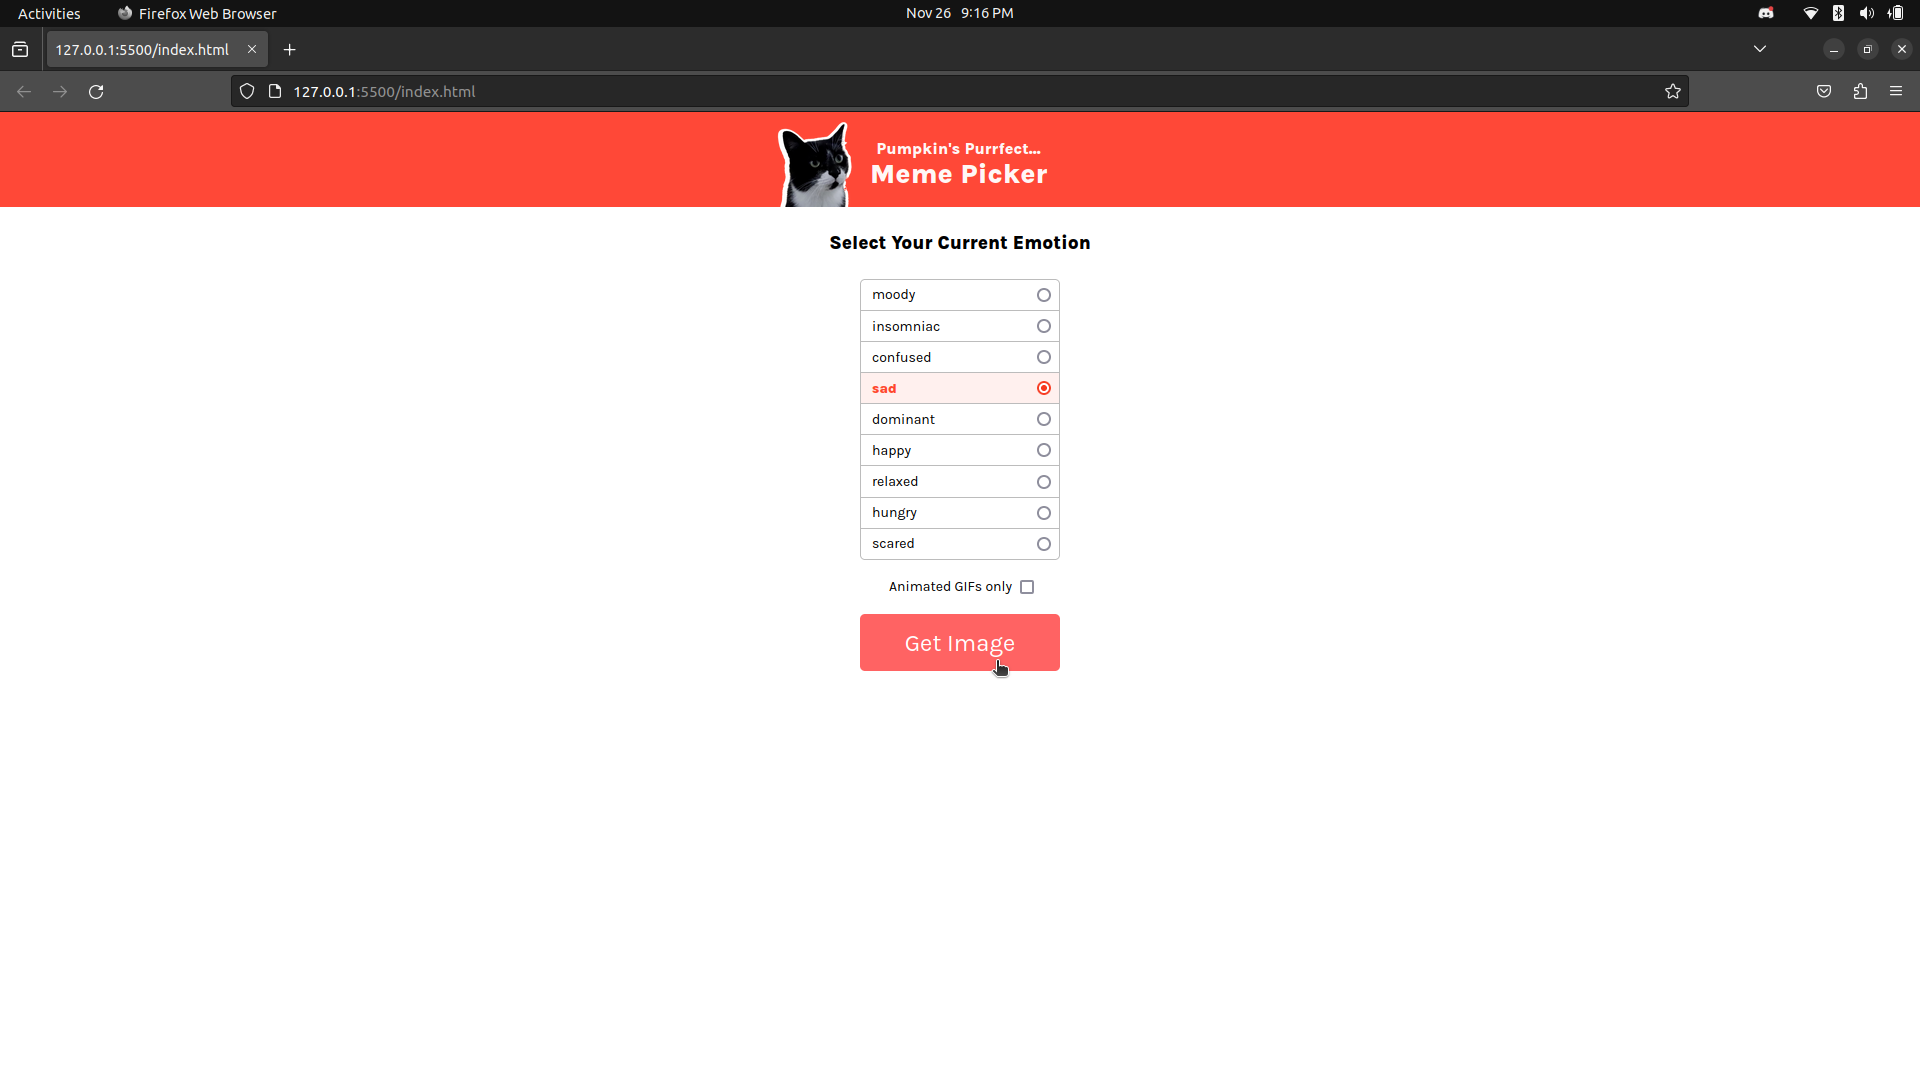 Activities
Firefox Web Browser
Nov 26 9:16 PM
127.0.0.1:5500/index.html
127.0.0.1:5500/index.html
Pumpkin's Purrfect...
Meme Picker
Select Your Current Emotion
moody
insomniac
confused
sad
dominant
happy
relaxed
hungry
scared
Animated GIFs only
Get Image